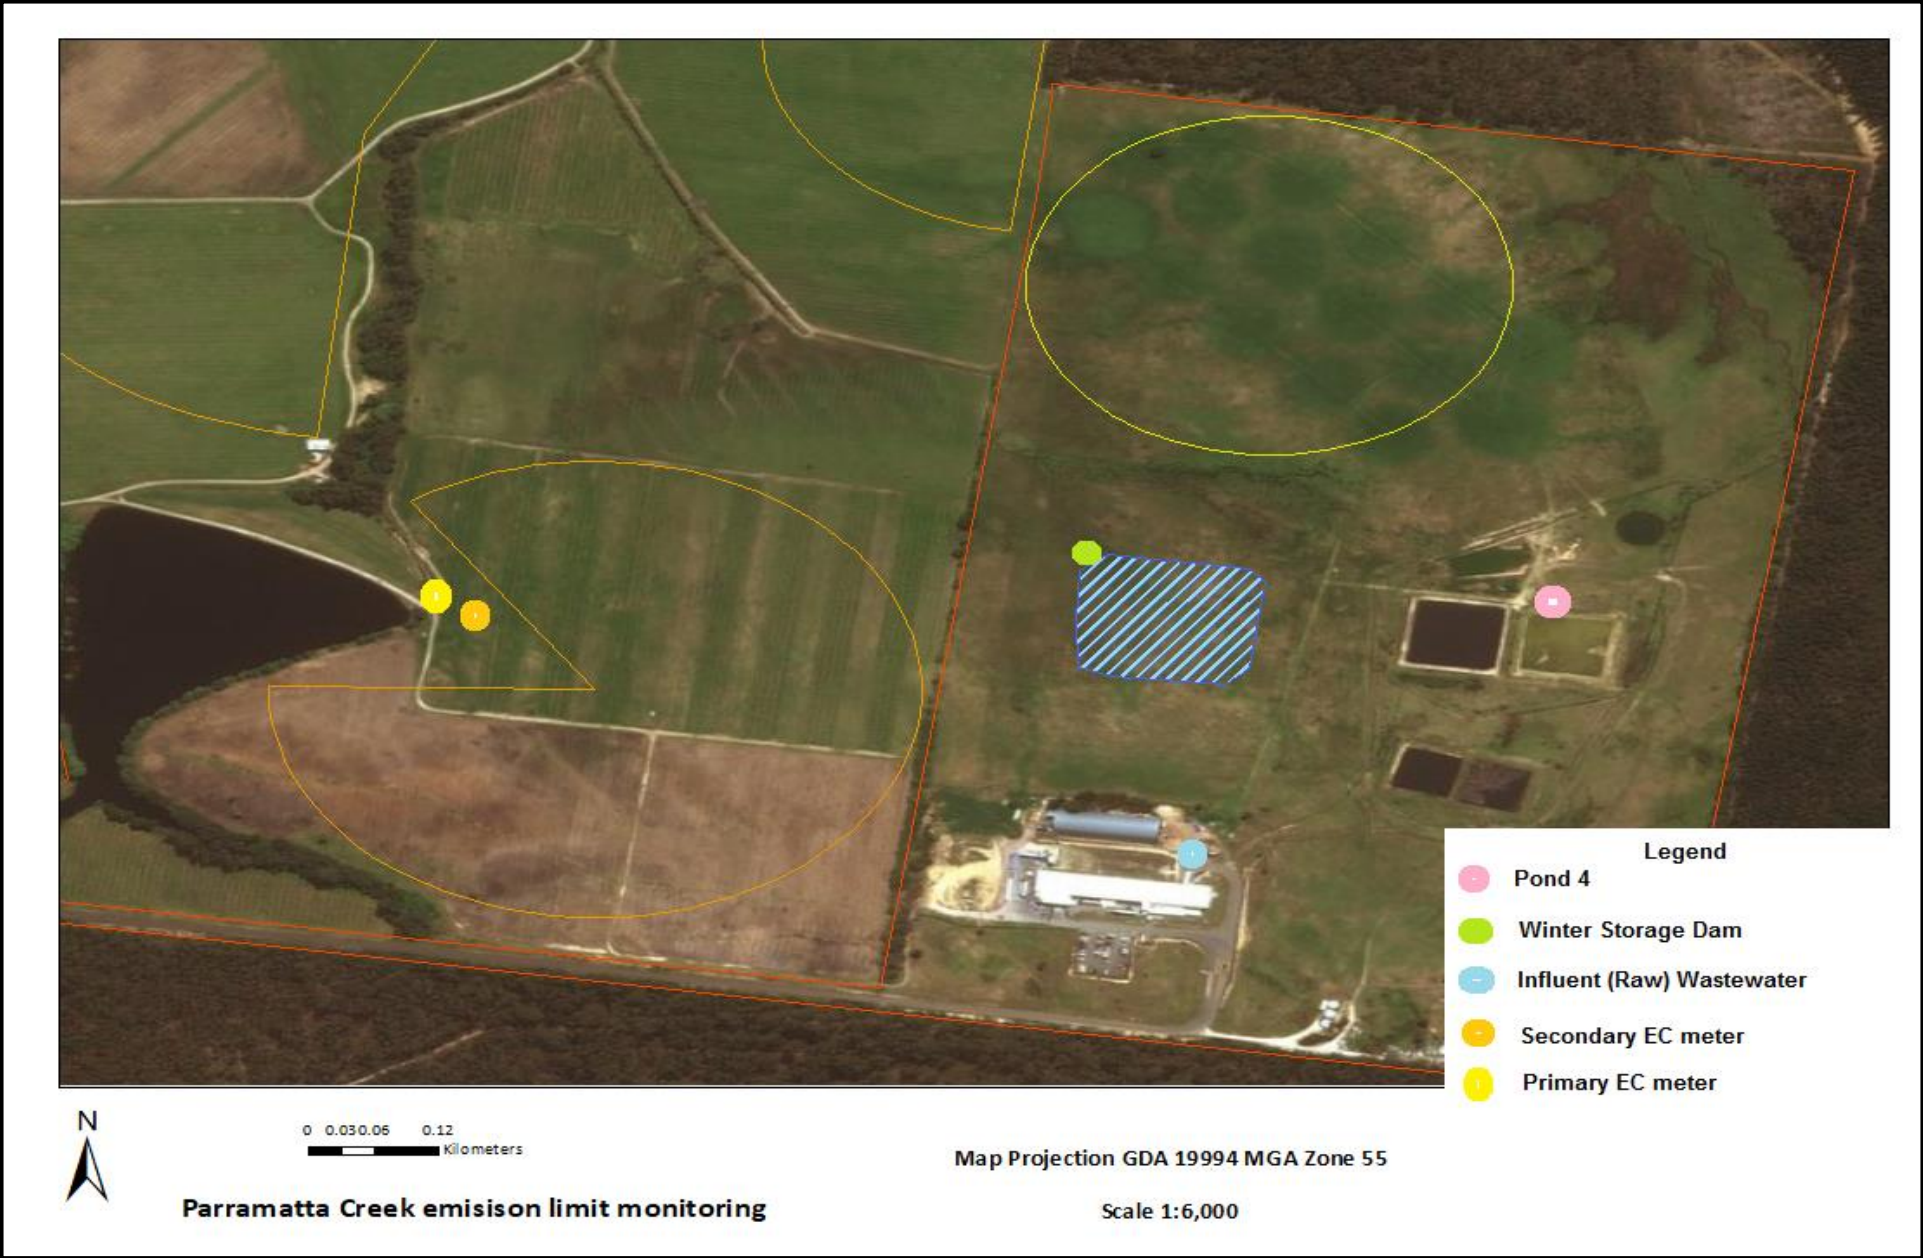 Legend
Pond 4
Winter Storage Dam
Influent (Raw) Wastewater
Secondary EC meter
Primary EC meter
N
0 0.030.06 0.12
Kilometers
Map Projection GDA 19994 MGA Zone 55
Parramatta Creek emisison limit monitoring
Scale 1:6,000